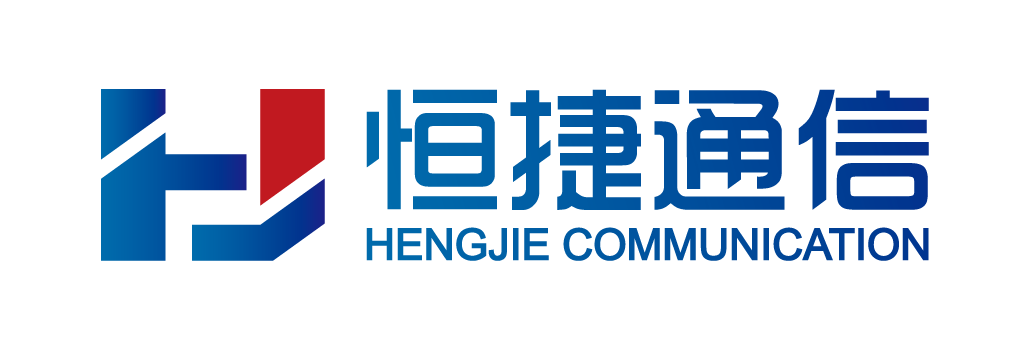 恒捷通信
HENGJIE COMMUNICATION